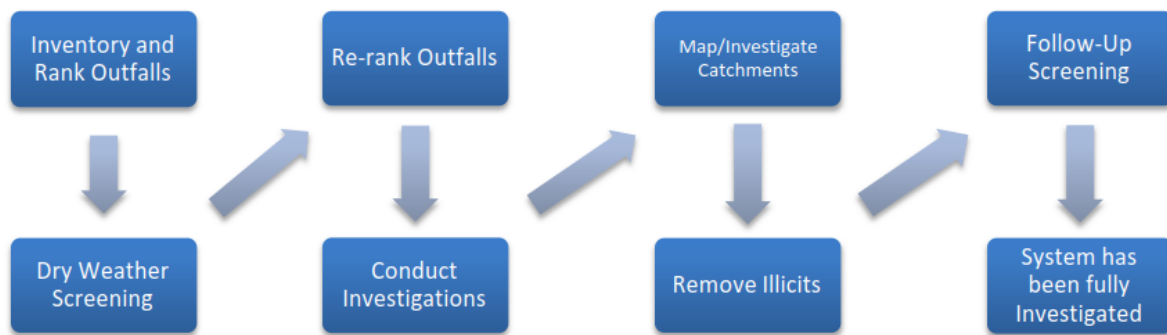 Inventory and
Rank Outfalls
Dry Weather
Screening
Re-rank Outfalls
Conduct
Investigations
Map/Investigate
Catchments
Remove Illicits
Follow-Up
Screening
System has
been fully
Investigated